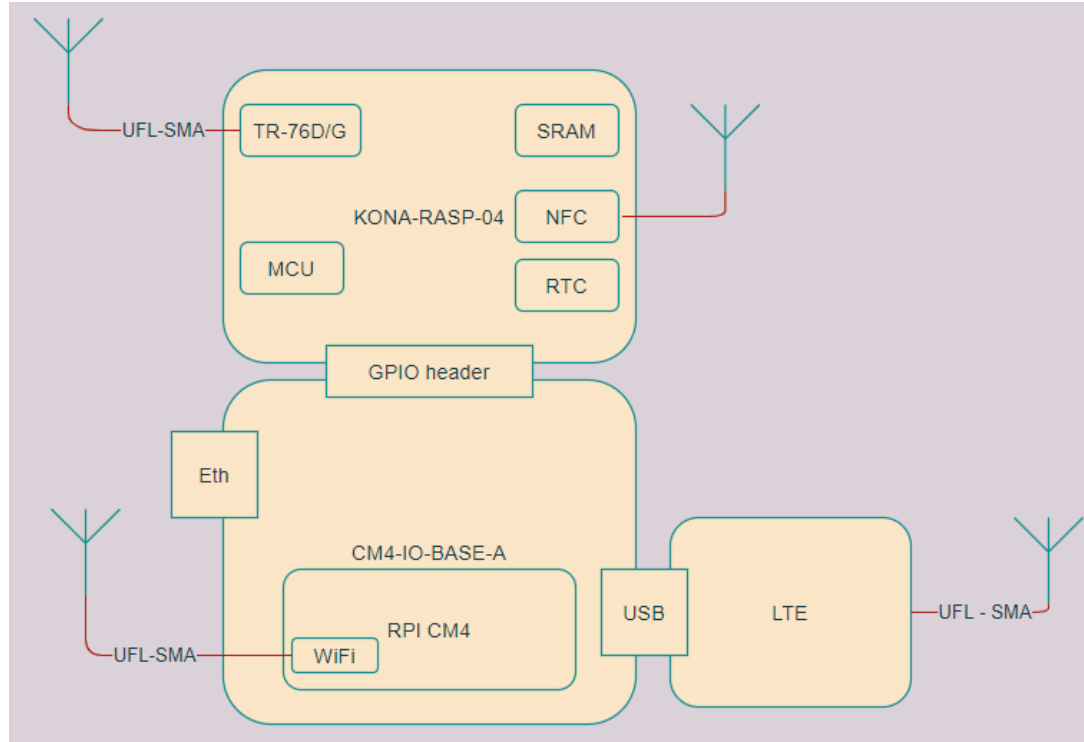 UFL-SMA
TR-76D/G
SRAM
KONA-RASP-04
NFC
MCU
RTC
GPIO header
Eth
CM4-IO-BASE-A
RPI CM4
USB
LTE
UFL - SMA
UFL-SMA
WiFi